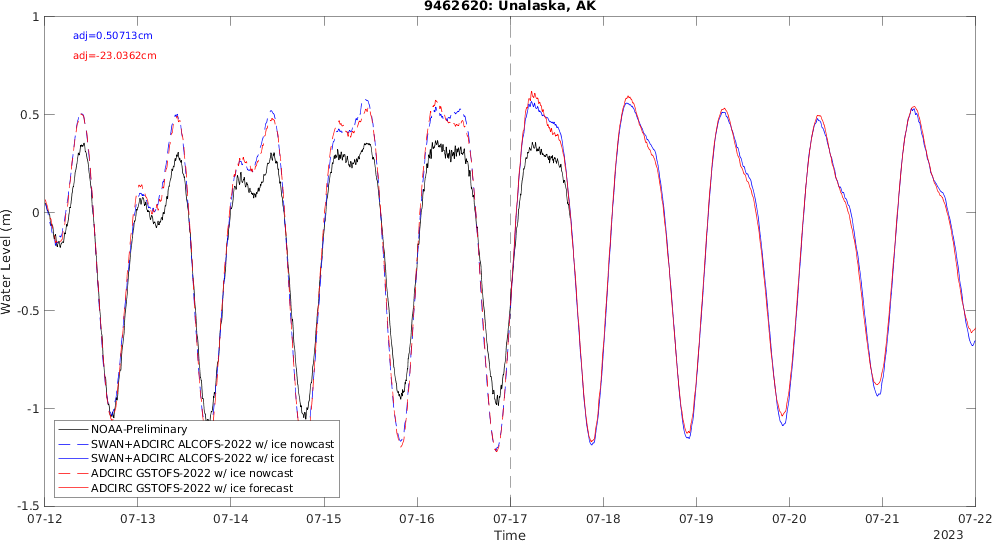 9462620: Unalaska, AK
adj=0.50713cm
adj=-23.0362cm
Water Level (m)
1
0.5
0
-0.5
-1
-1.5
NOAA-Preliminary
SWAN+ADCIRC ALCOFS-2022 w/ ice nowcast
SWAN+ADCIRC ALCOFS-2022 w/ ice forecast
ADCIRC GSTOFS-2022 w/ ice nowcast
ADCIRC GSTOFS-2022 w/ ice forecast
07-12 07-13 07-14 07-15 07-16 07-17 07-18 07-19 07-20 07-21 07-22
Time
2023